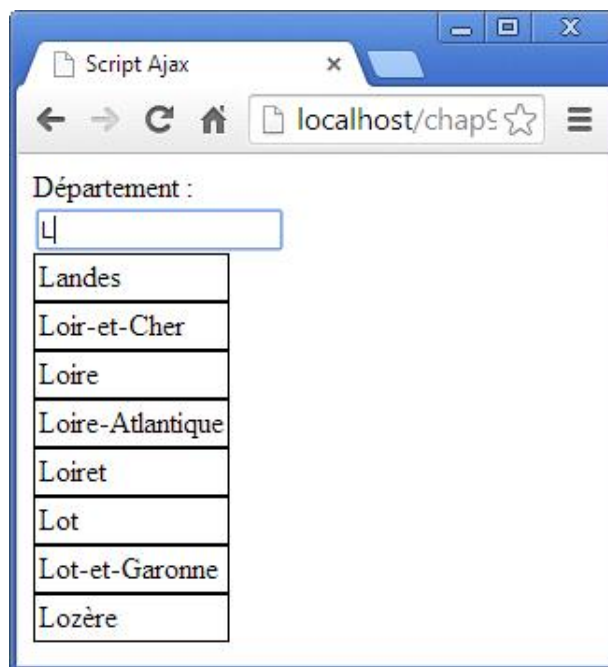 Script Ajax
localhost/chap9
Département :
L
Landes
Loir-et-Cher
Loire
Loire-Atlantique
Loiret
Lot
Lot-et-Garonne
Lozère